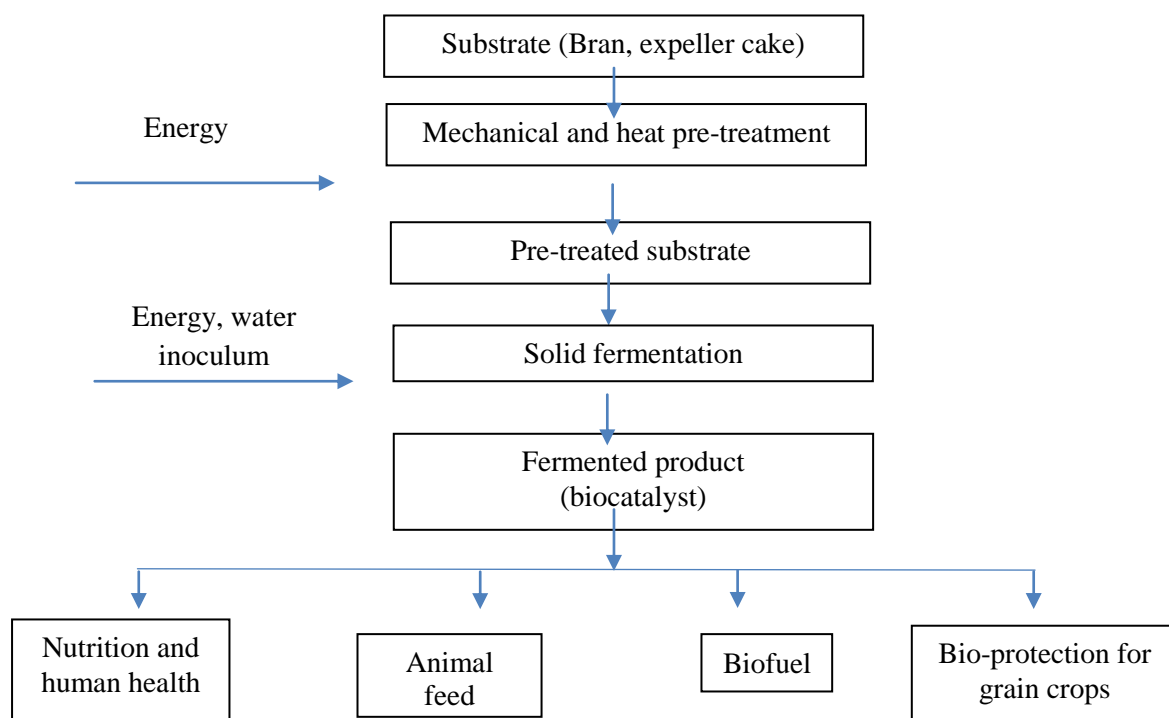 Substrate (Bran, expeller cake)
Energy
Mechanical and heat pre-treatment
Pre-treated substrate
Energy, water
inoculum
Solid fermentation
Fermented product
(biocatalyst)
Nutrition and
human health
Animal
feed
Biofuel
Bio-protection for
grain crops